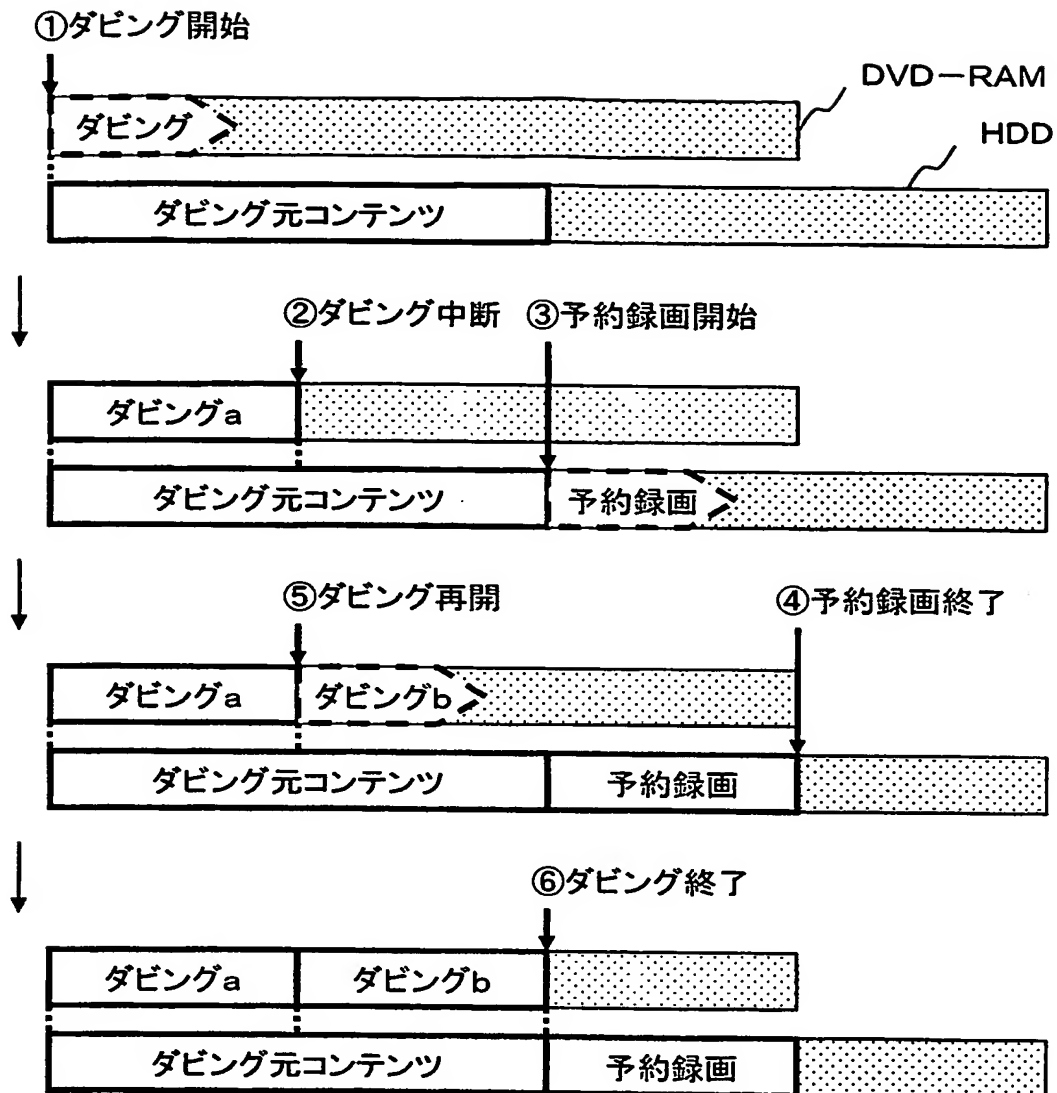 ①ダビング開始
DVD－RAM
ダビング
HDD
ダビング元コンテンツ
②ダビング中断 ③予約録画開始
ダビングa
ダビング元コンテンツ 予約録画
⑤ダビング再開 ④予約録画終了
ダビングa ダビングb
ダビング元コンテンツ 予約録画
⑥ダビング終了
ダビングa ダビングb
ダビング元コンテンツ 予約録画